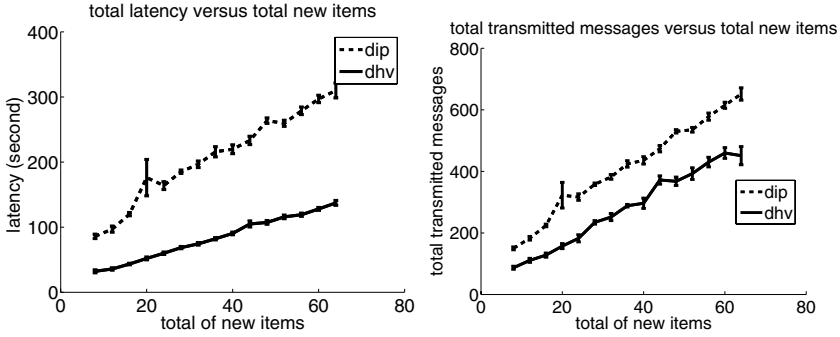 total latency versus total new items
400
300
200
100
0
0
20
40
60
80
latency (second)
total of new items
dip
dhv
total transmitted messages versus total new items
800
600
400
200
0
0
20
40
60
80
total transmitted messages
total of new items
dip
dhv